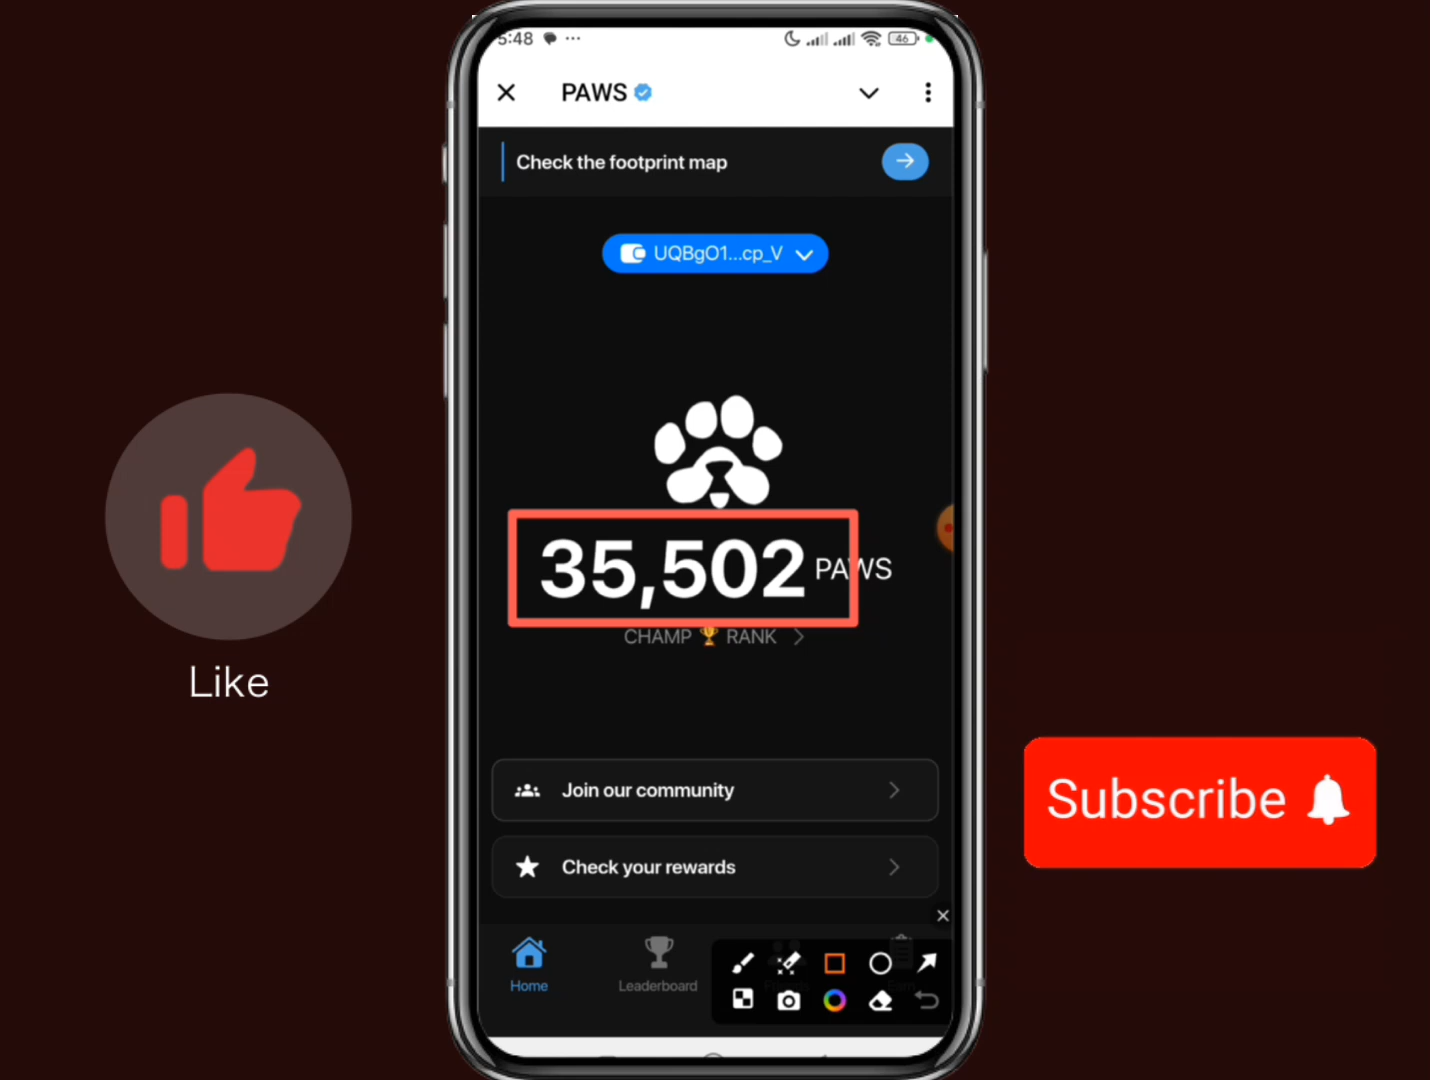 5:48
46
PAWS
Check the footprint map
UQBgO1...cp_V
35,502 PAWS
CHAMP 🏆 RANK
Like
Join our community
Subscribe
Check your rewards
Home
Leaderboard